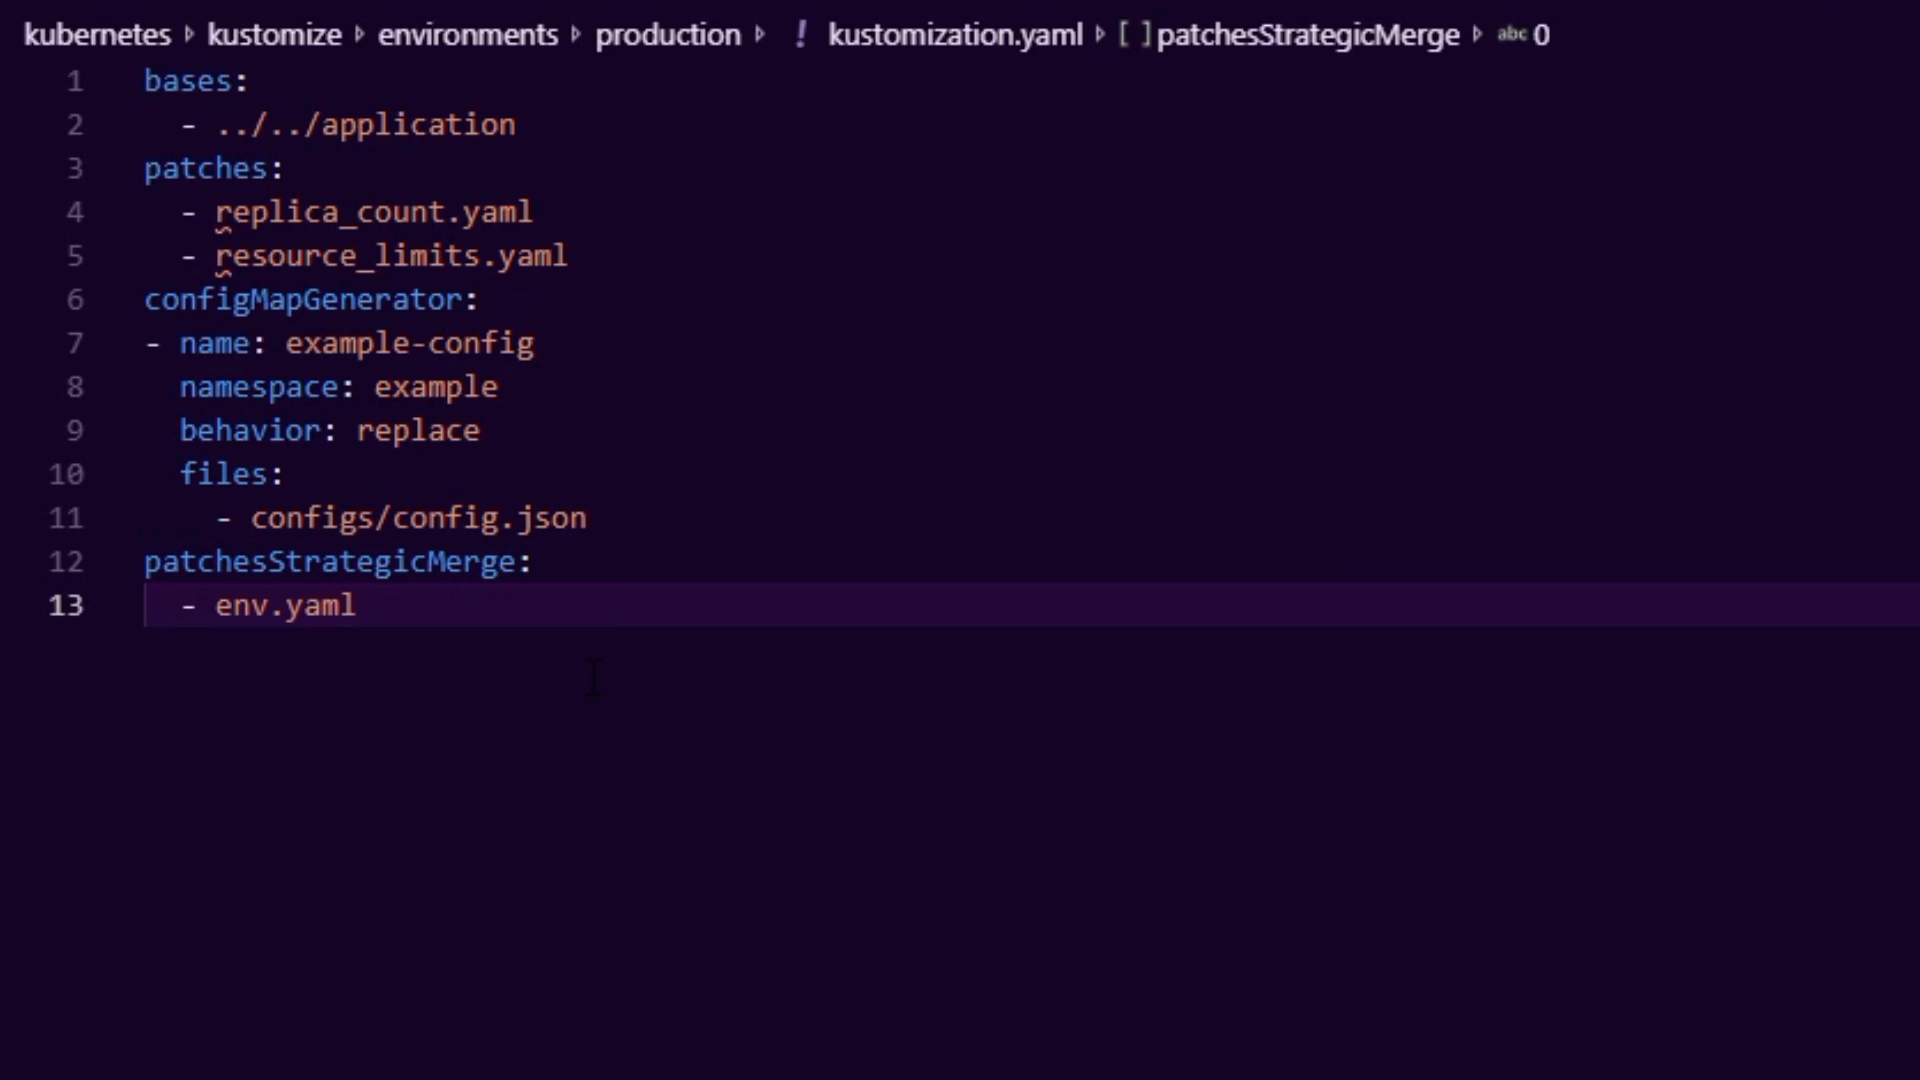 kubernetes kustomize environments production ! kustomization.yaml [ ] patchesStrategicMerge abc 0
1 bases:
2 - ../../application
3 patches:
4 - replica_count.yaml
5 - resource_limits.yaml
6 configMapGenerator:
7 - name: example-config
8 namespace: example
9 behavior: replace
10 files:
11 - configs/config.json
12 patchesStrategicMerge:
13 - env.yaml